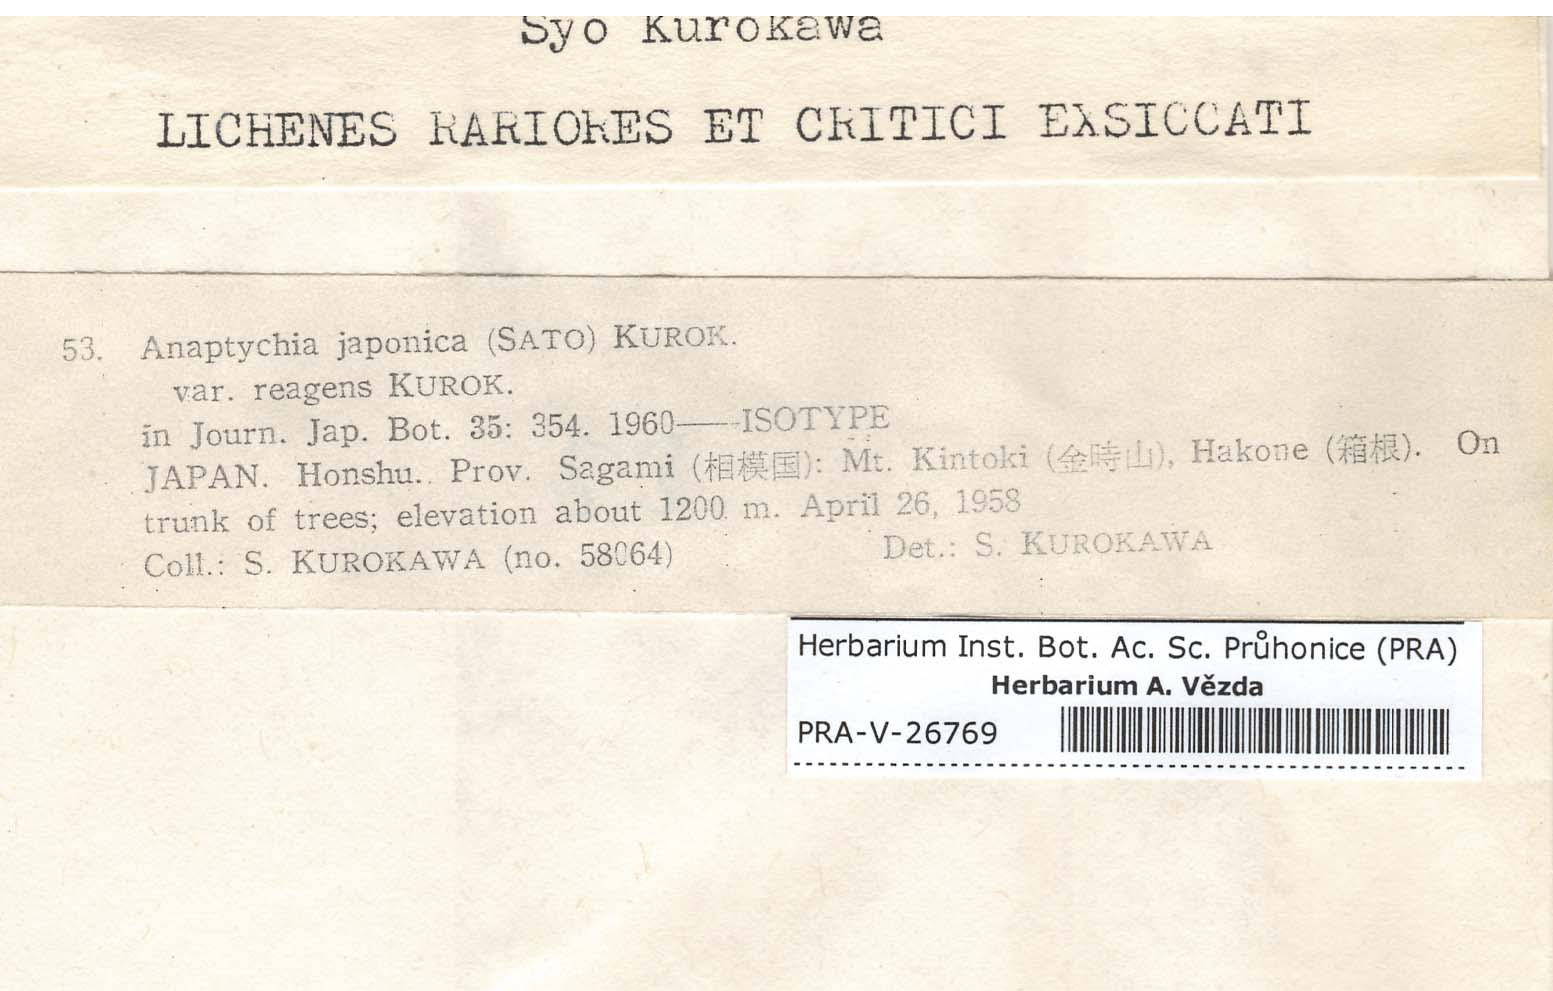 Syo Kurokawa
LICHENES RARIORES ET CRITICI EXSICCATI
53. Anaptychia japonica (SATO) KUROK.
var. reagens KUROK.
in Journ. Jap. Bot. 35: 354. 1960——ISOTYPE
JAPAN. Honshu. Prov. Sagami (相模国): Mt. Kintoki (金時山), Hakone (箱根). On
trunk of trees; elevation about 1200 m. April 26, 1958
Coll.: S. KUROKAWA (no. 58064) Det.: S. KUROKAWA
Herbarium Inst. Bot. Ac. Sc. Průhonice (PRA)
Herbarium A. Vězda
PRA-V-26769